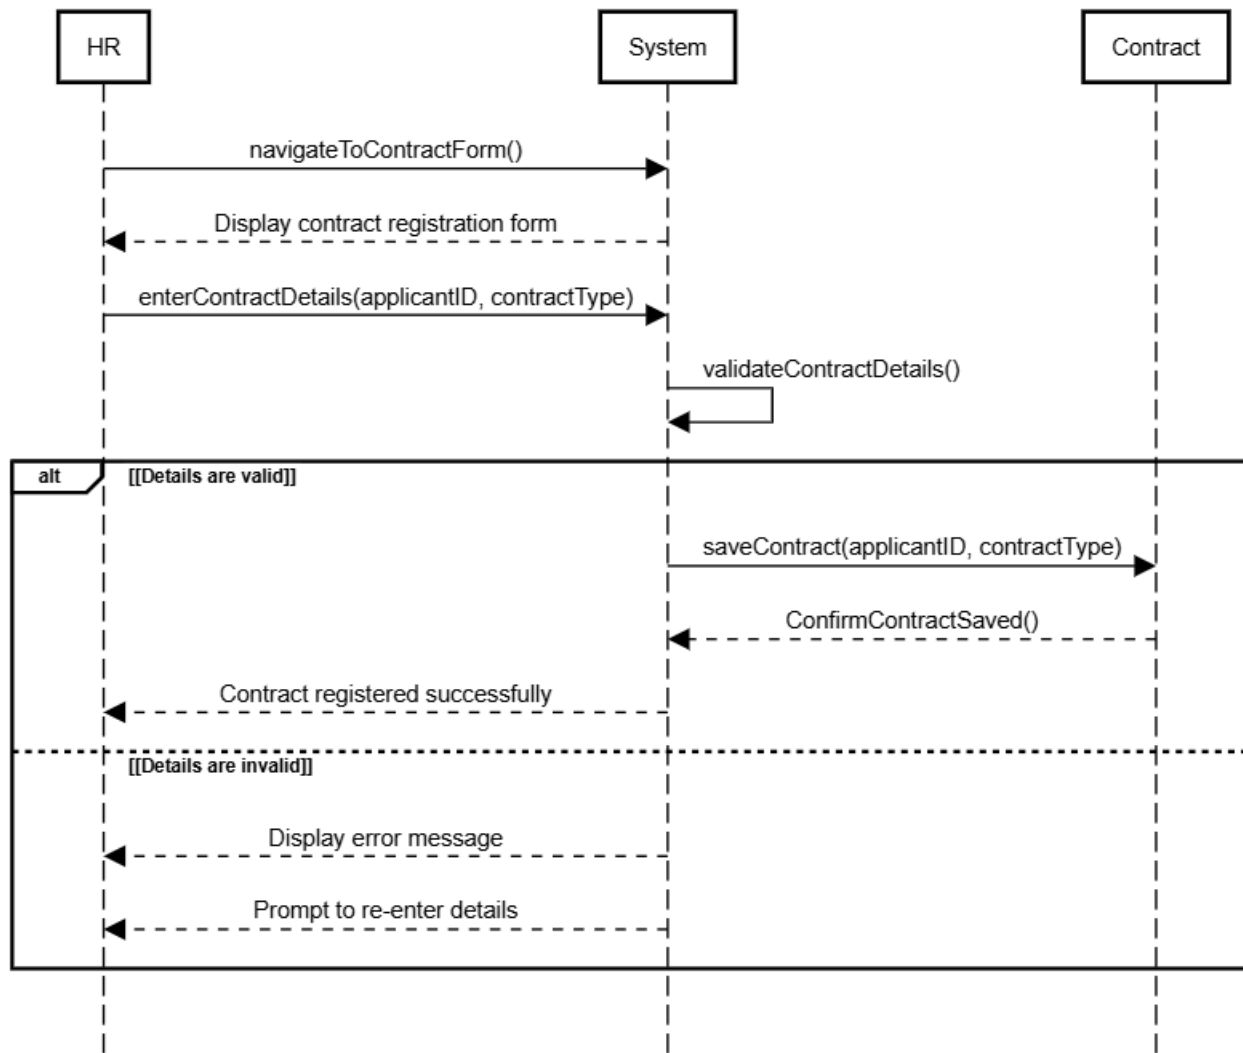 HR
System
Contract
navigateToContractForm()
Display contract registration form
enterContractDetails(applicantID, contractType)
validateContractDetails()
alt
[[Details are valid]]
saveContract(applicantID, contractType)
ConfirmContractSaved()
Contract registered successfully
[[Details are invalid]]
Display error message
Prompt to re-enter details